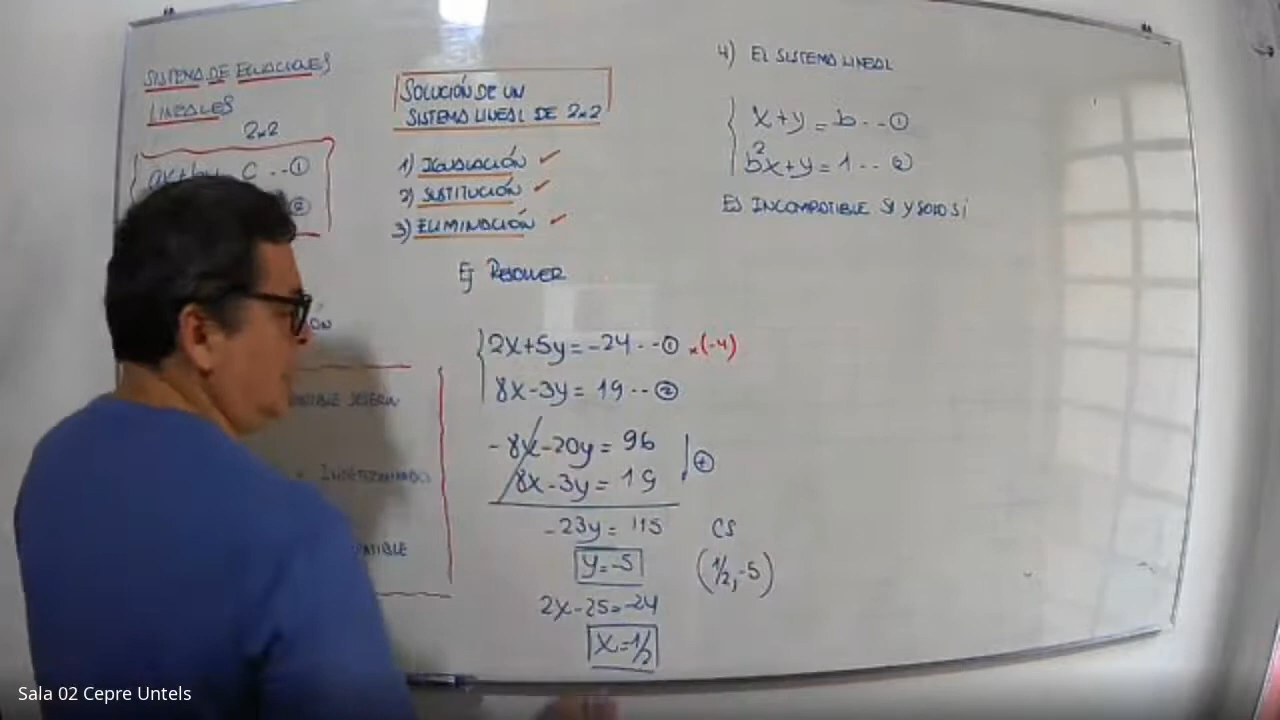 SISTEMA DE ECUACIONES
LINEALES
2x2
C ... ①
②
SOLUCIÓN DE UN
SISTEMA LINEAL DE 2x2
1) IGUALACIÓN ✓
2) SUSTITUCIÓN ✓
3) ELIMINACIÓN ✓
Ej RESOLVER
2x+5y=-24 --① x(-4)
8x-3y=19 --②
-8x-20y=96
8x-3y=19
⊕
-23y=115
y=-5
2x-25=-24
x=1/2
CS
(1/2,-5)
4) EL SISTEMA LINEAL
x+y=b --①
b²x+y=1 --②
ES INCOMPATIBLE SI Y SOLO SI
INDETERMINADO
Sala 02 Cepre Untels